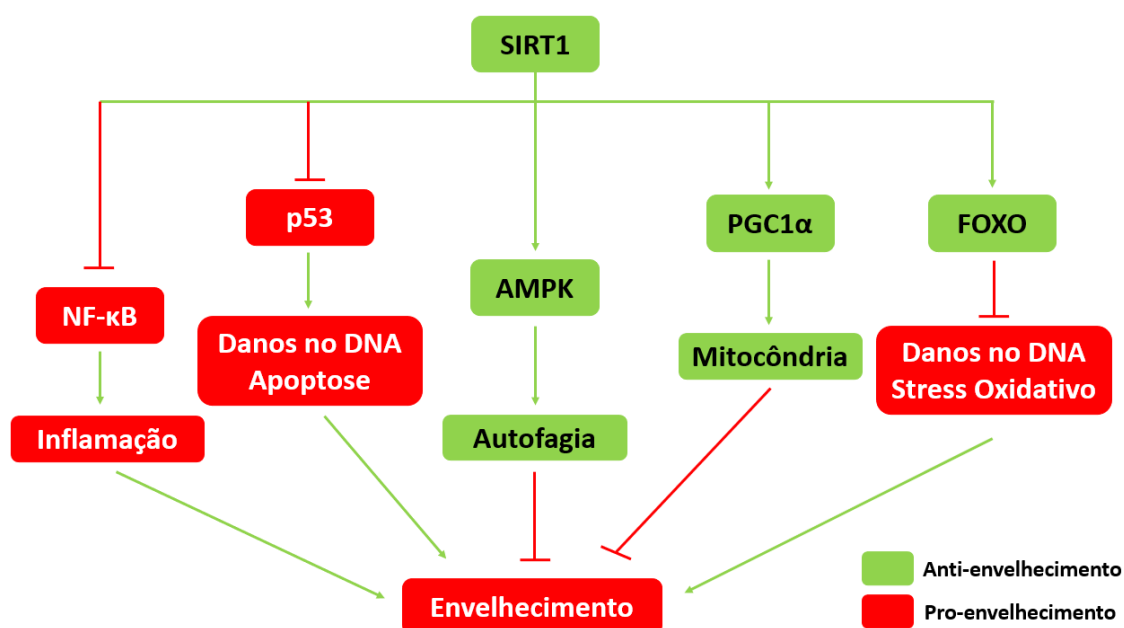 SIRT1
p53
PGC1α
FOXO
NF-κB
AMPK
Danos no DNA
Apoptose
Mitocôndria
Danos no DNA
Stress Oxidativo
Inflamação
Autofagia
Envelhecimento
Anti-envelhecimento
Pro-envelhecimento